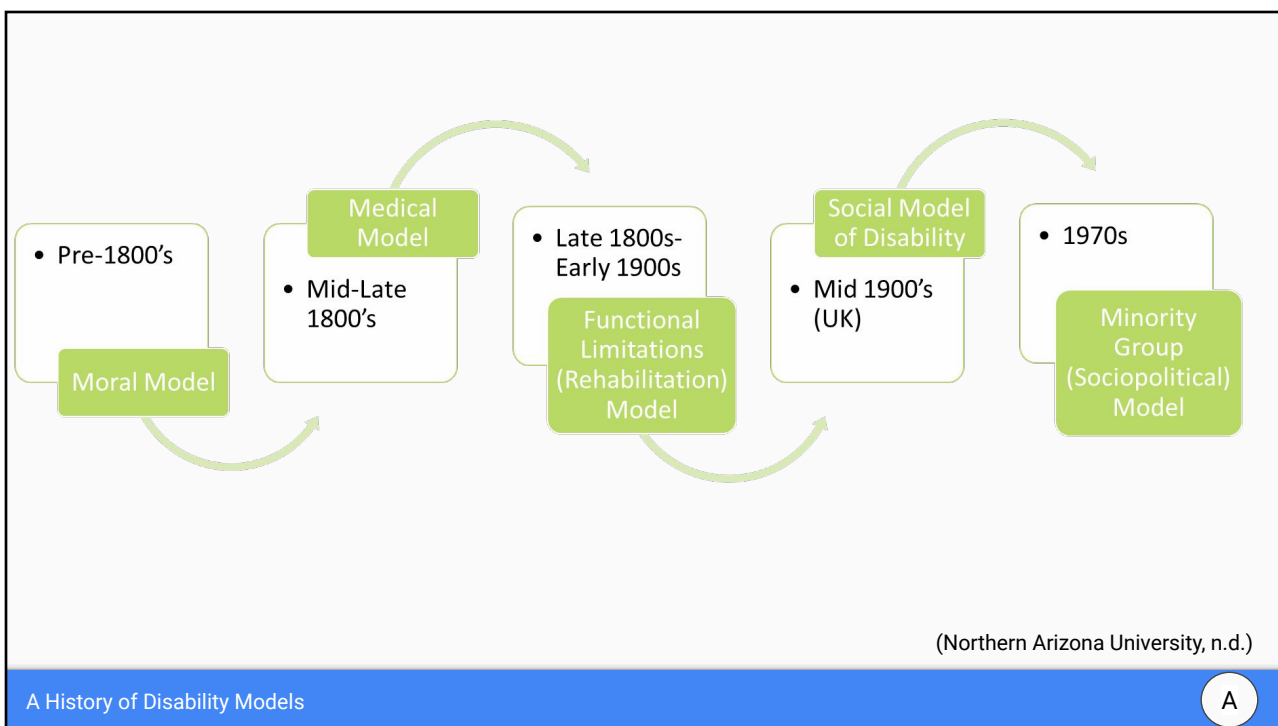 • Pre-1800's
Moral Model
Medical
Model
• Mid-Late
1800's
• Late 1800s-
Early 1900s
Functional
Limitations
(Rehabilitation)
Model
Social Model
of Disability
• Mid 1900's
(UK)
• 1970s
Minority
Group
(Sociopolitical)
Model
(Northern Arizona University, n.d.)
A History of Disability Models
A